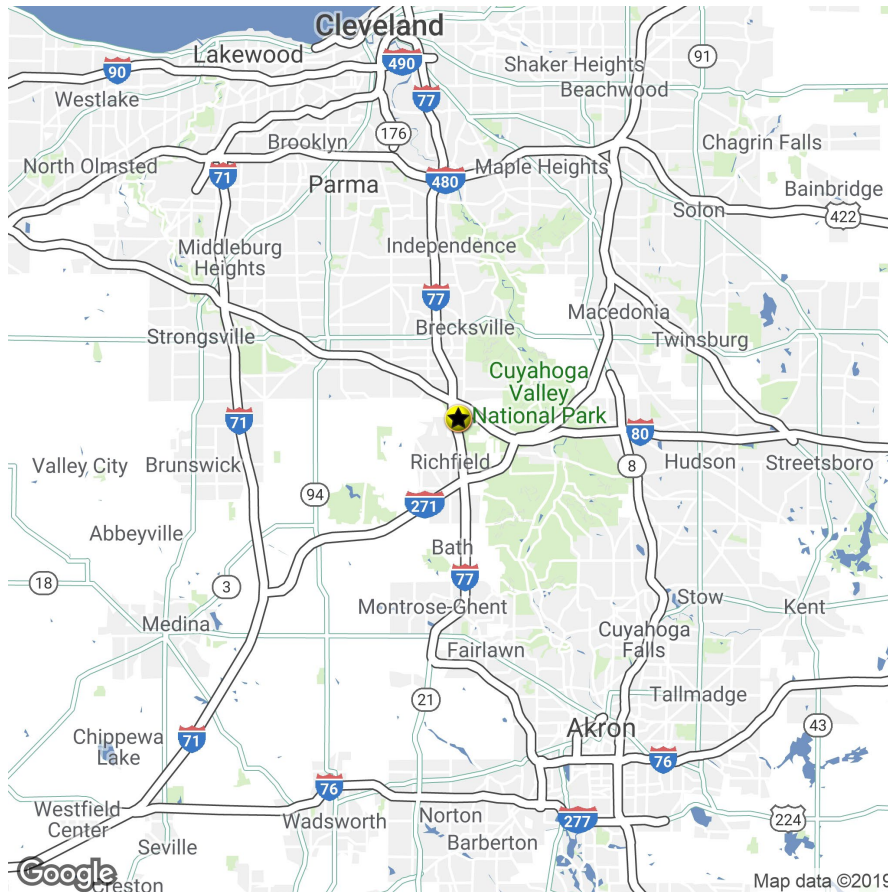 Cleveland
Lakewood
490
91
90
Shaker Heights
Beachwood
Westlake
77
176
Brooklyn
Chagrin Falls
North Olmsted
Maple Heights
71
Parma
480
Bainbridge
Solon
422
Middleburg
Heights
Independence
77
Macedonia
Strongsville
Brecksville
Twinsburg
Cuyahoga
Valley
National Park
71
80
Valley City
Brunswick
Richfield
8
Hudson
Streetsboro
94
271
Abbeyville
Bath
18
3
77
Stow
Kent
Montrose-Ghent
Medina
Cuyahoga
Falls
Fairlawn
21
Tallmadge
Akron
43
Chippewa
Lake
71
76
76
Westfield
Center
Wadsworth
Norton
277
224
Seville
Barberton
Google
Creston
Map data ©2019